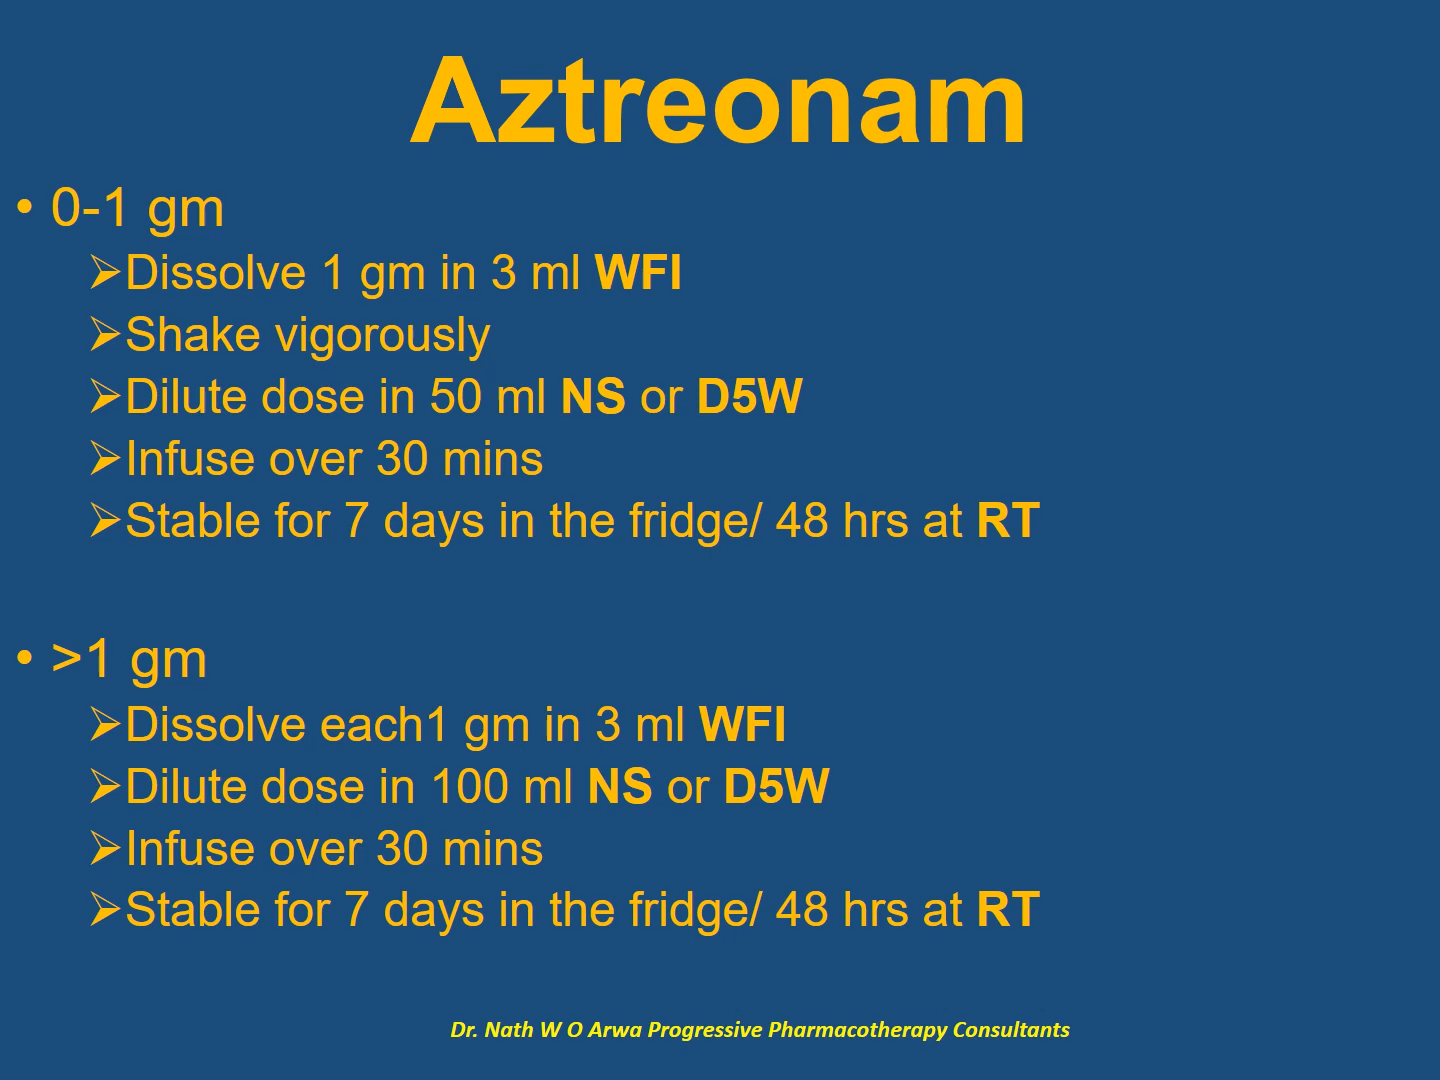 Aztreonam
• 0-1 gm
➢Dissolve 1 gm in 3 ml WFI
➢Shake vigorously
➢Dilute dose in 50 ml NS or D5W
➢Infuse over 30 mins
➢Stable for 7 days in the fridge/ 48 hrs at RT
• >1 gm
➢Dissolve each1 gm in 3 ml WFI
➢Dilute dose in 100 ml NS or D5W
➢Infuse over 30 mins
➢Stable for 7 days in the fridge/ 48 hrs at RT
Dr. Nath W O Arwa Progressive Pharmacotherapy Consultants